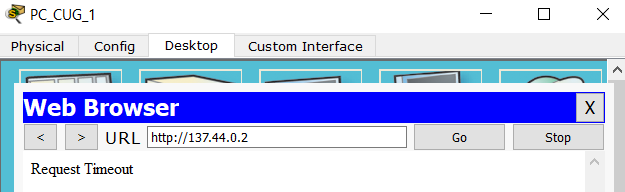 PC_CUG_1
Physical Config Desktop Custom Interface
Web Browser X
< > URL http://137.44.0.2 Go Stop
Request Timeout